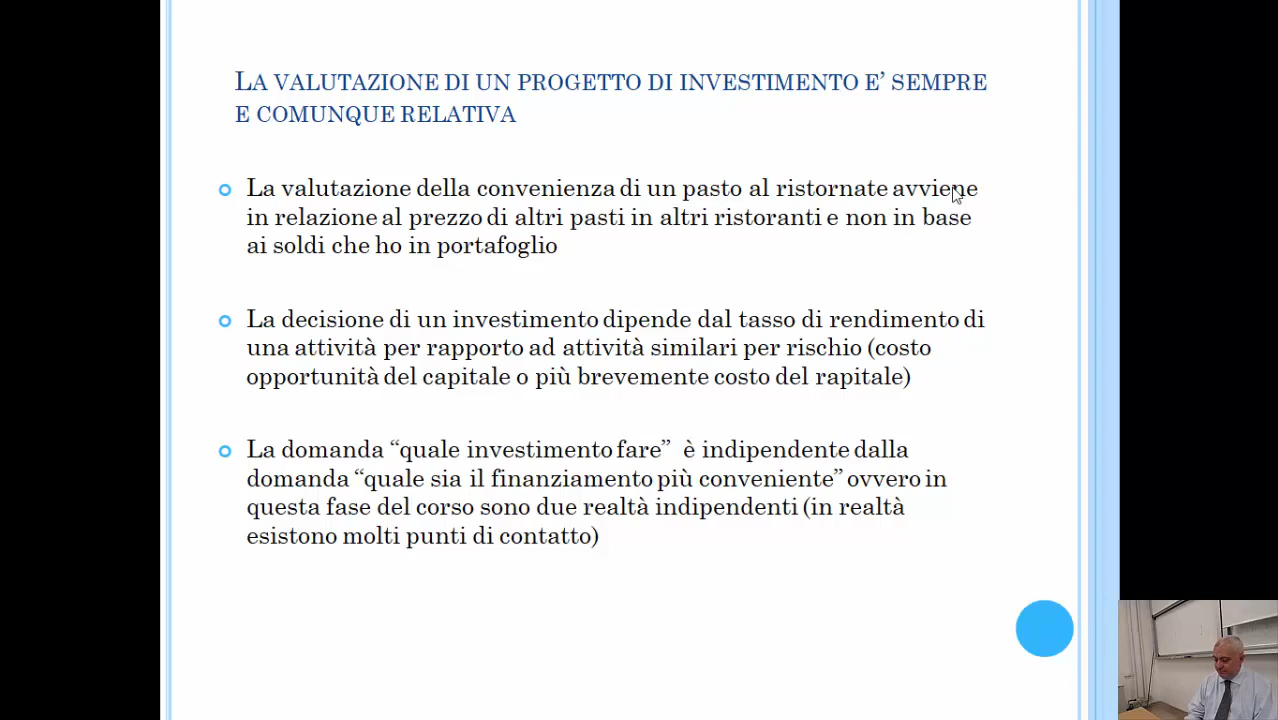 LA VALUTAZIONE DI UN PROGETTO DI INVESTIMENTO E’ SEMPRE
E COMUNQUE RELATIVA
La valutazione della convenienza di un pasto al ristornate avviene
in relazione al prezzo di altri pasti in altri ristoranti e non in base
ai soldi che ho in portafoglio
La decisione di un investimento dipende dal tasso di rendimento di
una attività per rapporto ad attività similari per rischio (costo
opportunità del capitale o più brevemente costo del rapitale)
La domanda “quale investimento fare” è indipendente dalla
domanda “quale sia il finanziamento più conveniente” ovvero in
questa fase del corso sono due realtà indipendenti (in realtà
esistono molti punti di contatto)